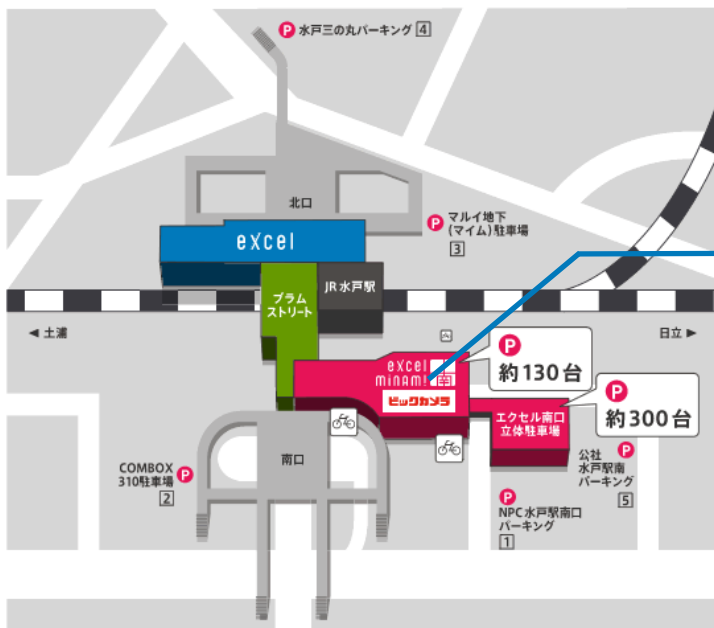 P 水戸三の丸パーキング 4
北口
P マルイ地下
(マイム)駐車場
3
excel
プラム
ストリート
JR 水戸駅
◀ 土浦
日立 ▶
P
約130台
excel
minami 南
ビックカメラ
P
約300台
エクセル南口
立体駐車場
COMBOX
310駐車場
P
2
南口
公社
水戸駅南
パーキング
P
5
P
NPC水戸駅南口
パーキング
1